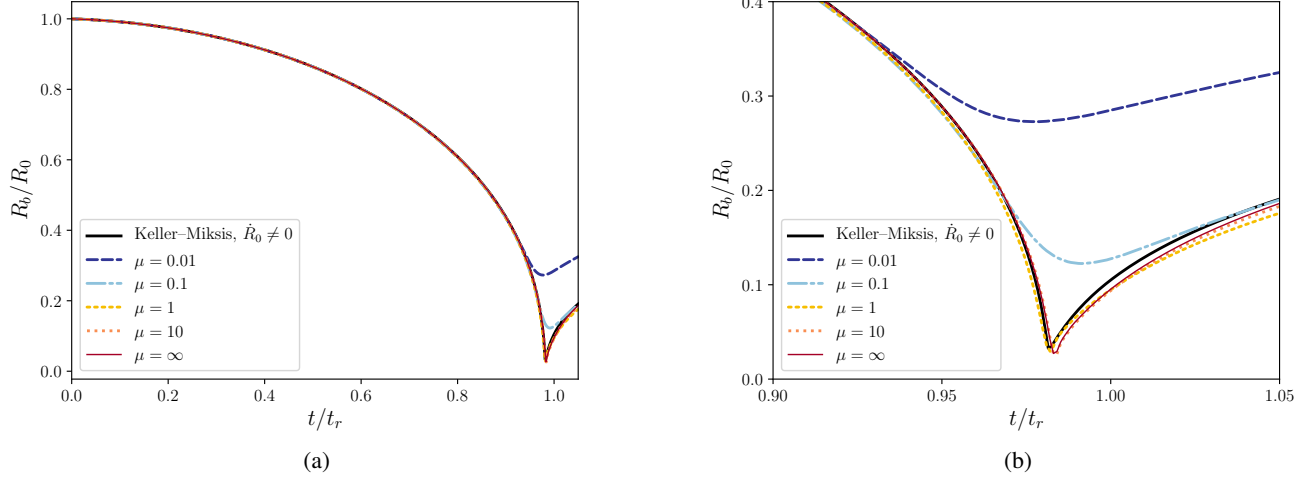 1.0
0.8
0.6
0.4
0.2
0.0
R_b/R_0
Keller–Miksis, Ṙ_0 ≠ 0
μ = 0.01
μ = 0.1
μ = 1
μ = 10
μ = ∞
0.0 0.2 0.4 0.6 0.8 1.0
t/t_r
(a)
0.4
0.3
0.2
0.1
0.0
R_b/R_0
Keller–Miksis, Ṙ_0 ≠ 0
μ = 0.01
μ = 0.1
μ = 1
μ = 10
μ = ∞
0.90 0.95 1.00 1.05
t/t_r
(b)